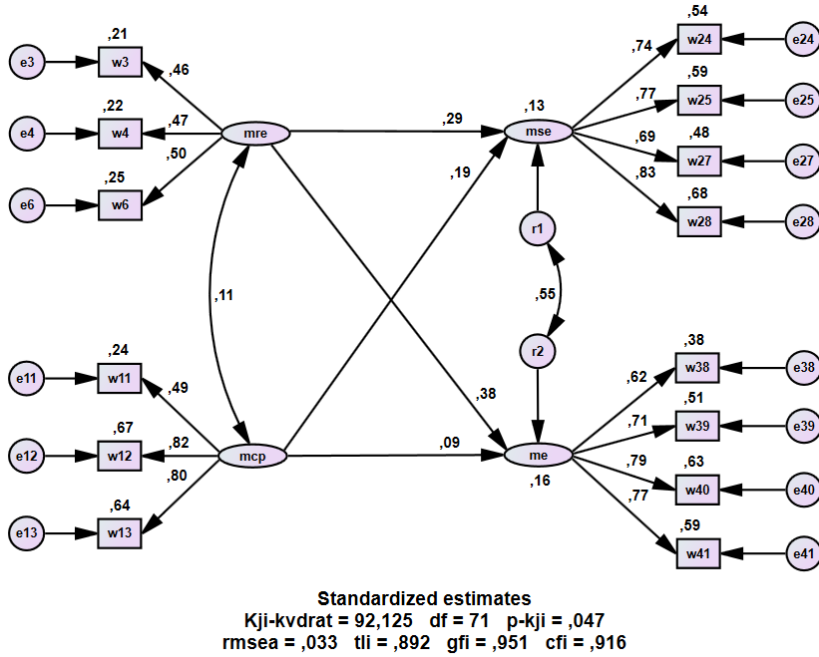 ,21
e3 w3 ,46
,22
e4 w4 ,47
,50
,25
e6 w6
mre
,29
,13
mse
,54
,74 w24 e24
,59
,77 w25 e25
,69 ,48
w27 e27
,83 ,68
w28 e28
,19
r1
,11
,55
r2
,24
e11 w11 ,49
,67
e12 w12 ,82
,80
,64
e13 w13
mcp
,38
,09
me
,16
,38
,62 w38 e38
,51
,71 w39 e39
,79 ,63
w40 e40
,77
,59
w41 e41
Standardized estimates
Kji-kvdrat = 92,125 df = 71 p-kji = ,047
rmsea = ,033 tli = ,892 gfi = ,951 cfi = ,916